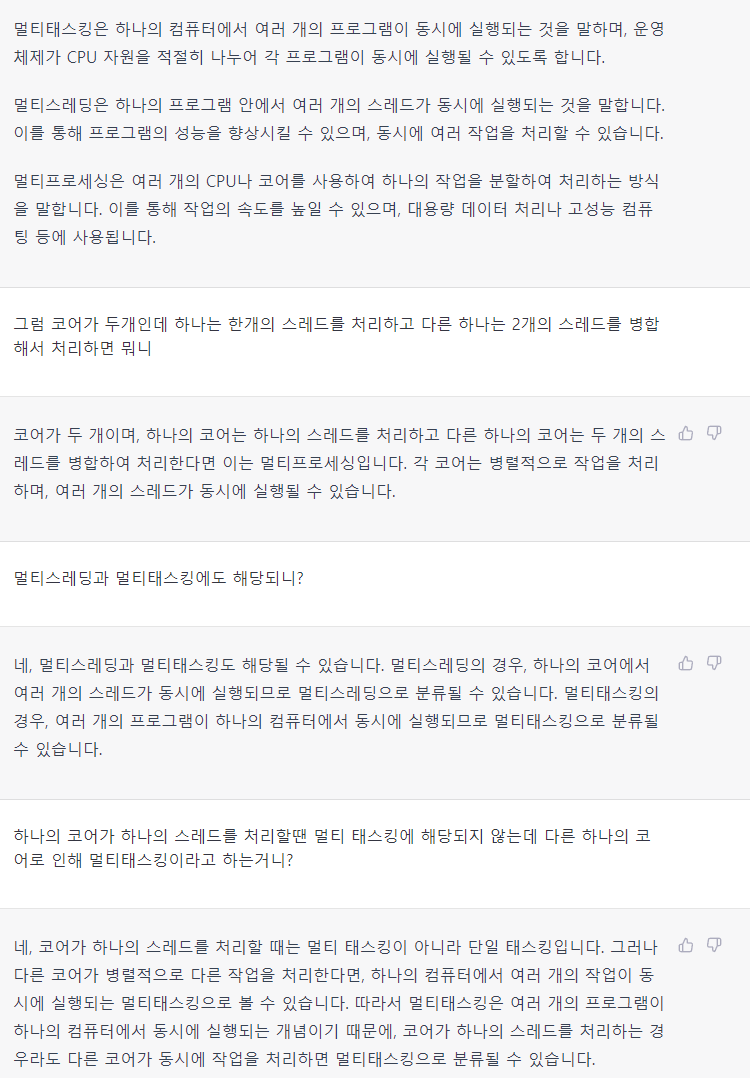 멀티태스킹은 하나의 컴퓨터에서 여러 개의 프로그램이 동시에 실행되는 것을 말하며, 운영
체제가 CPU 자원을 적절히 나누어 각 프로그램이 동시에 실행될 수 있도록 합니다.
멀티스레딩은 하나의 프로그램 안에서 여러 개의 스레드가 동시에 실행되는 것을 말합니다.
이를 통해 프로그램의 성능을 향상시킬 수 있으며, 동시에 여러 작업을 처리할 수 있습니다.
멀티프로세싱은 여러 개의 CPU나 코어를 사용하여 하나의 작업을 분할하여 처리하는 방식
을 말합니다. 이를 통해 작업의 속도를 높일 수 있으며, 대용량 데이터 처리나 고성능 컴퓨
팅 등에 사용됩니다.
그럼 코어가 두개인데 하나는 한개의 스레드를 처리하고 다른 하나는 2개의 스레드를 병합
해서 처리하면 뭐니
코어가 두 개이며, 하나의 코어는 하나의 스레드를 처리하고 다른 하나의 코어는 두 개의 스
레드를 병합하여 처리한다면 이는 멀티프로세싱입니다. 각 코어는 병렬적으로 작업을 처리
하며, 여러 개의 스레드가 동시에 실행될 수 있습니다.
멀티스레딩과 멀티태스킹에도 해당되니?
네, 멀티스레딩과 멀티태스킹도 해당될 수 있습니다. 멀티스레딩의 경우, 하나의 코어에서
여러 개의 스레드가 동시에 실행되므로 멀티스레딩으로 분류될 수 있습니다. 멀티태스킹의
경우, 여러 개의 프로그램이 하나의 컴퓨터에서 동시에 실행되므로 멀티태스킹으로 분류될
수 있습니다.
하나의 코어가 하나의 스레드를 처리할땐 멀티 태스킹에 해당되지 않는데 다른 하나의 코
어로 인해 멀티태스킹이라고 하는거니?
네, 코어가 하나의 스레드를 처리할 때는 멀티 태스킹이 아니라 단일 태스킹입니다. 그러나
다른 코어가 병렬적으로 다른 작업을 처리한다면, 하나의 컴퓨터에서 여러 개의 작업이 동
시에 실행되는 멀티태스킹으로 볼 수 있습니다. 따라서 멀티태스킹은 여러 개의 프로그램이
하나의 컴퓨터에서 동시에 실행되는 개념이기 때문에, 코어가 하나의 스레드를 처리하는 경
우라도 다른 코어가 동시에 작업을 처리하면 멀티태스킹으로 분류될 수 있습니다.